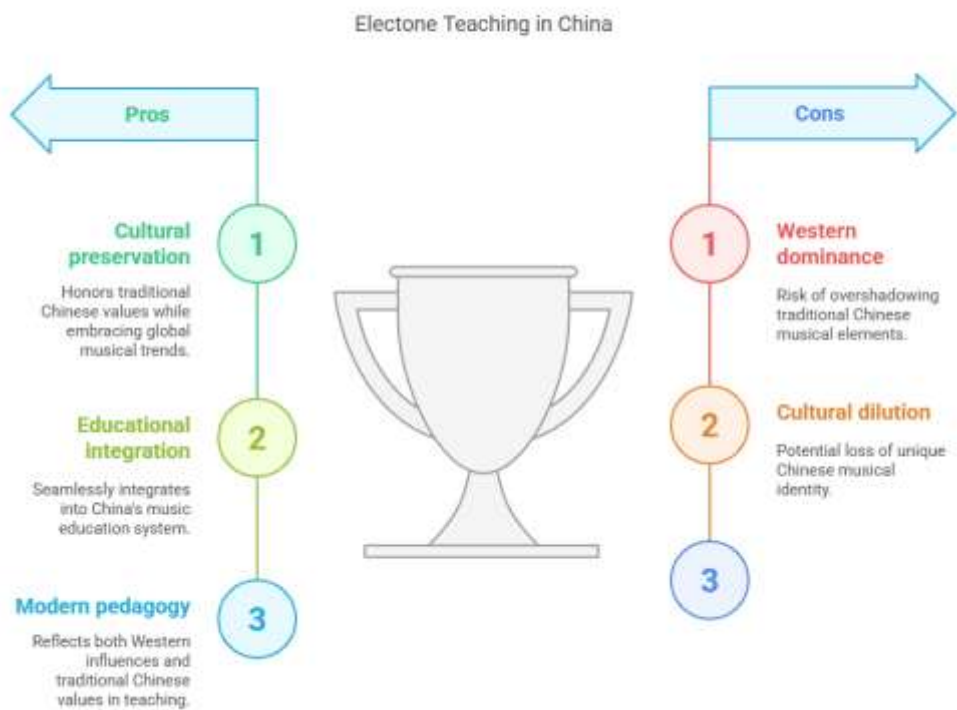 Electone Teaching in China
Pros
1
Cultural
preservation
Honors traditional
Chinese values while
embracing global
musical trends.
2
Educational
integration
Seamlessly integrates
into China's music
education system.
3
Modern pedagogy
Reflects both Western
influences and
traditional Chinese
values in teaching.
Cons
1
Western
dominance
Risk of overshadowing
traditional Chinese
musical elements.
2
Cultural dilution
Potential loss of unique
Chinese musical
identity.
3